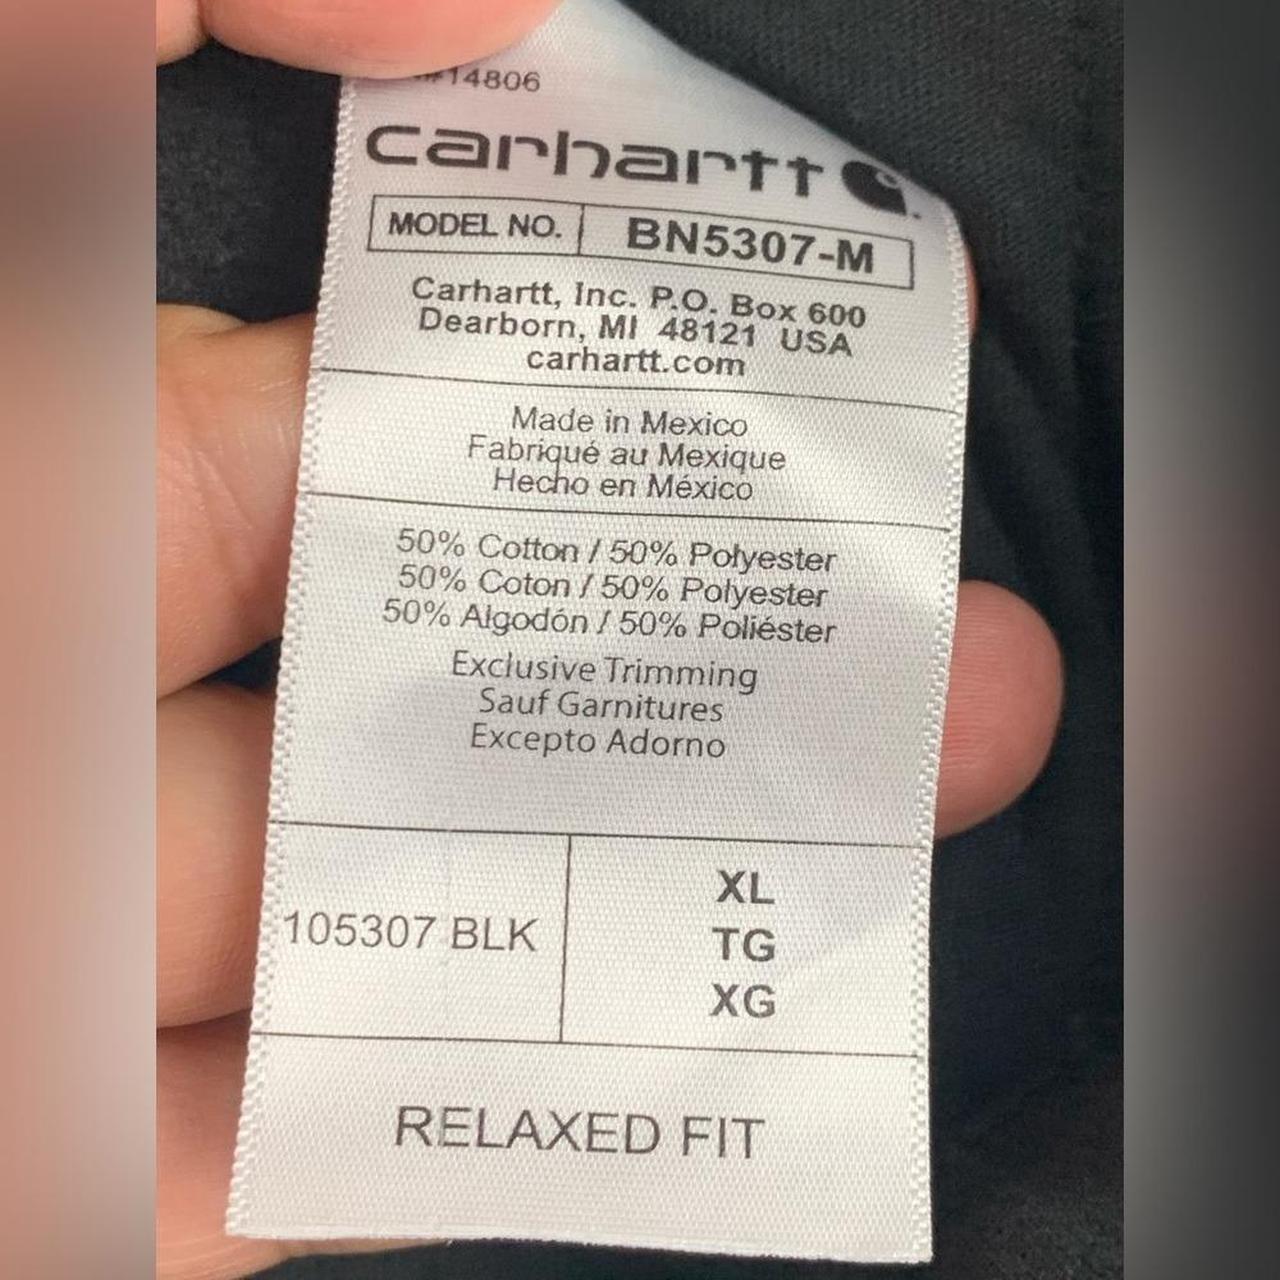 #14806
carhartt
MODEL NO. BN5307-M
Carhartt, Inc. P.O. Box 600
Dearborn, MI 48121 USA
carhartt.com
Made in Mexico
Fabriqué au Mexique
Hecho en México
50% Cotton / 50% Polyester
50% Coton / 50% Polyester
50% Algodón / 50% Poliéster
Exclusive Trimming
Sauf Garnitures
Excepto Adorno
105307 BLK
XL
TG
XG
RELAXED FIT